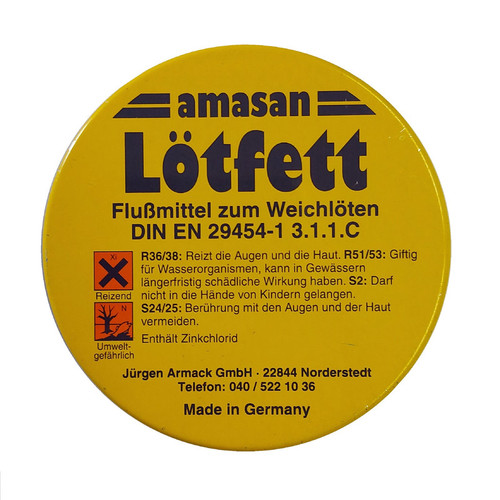 amasan
Lötfett
Flußmittel zum Weichlöten
DIN EN 29454-1 3.1.1.C
R36/38: Reizt die Augen und die Haut. R51/53: Giftig
für Wasserorganismen, kann in Gewässern
längerfristig schädliche Wirkung haben. S2: Darf
nicht in die Hände von Kindern gelangen.
S24/25: Berührung mit den Augen und der Haut
vermeiden.
Enthält Zinkchlorid
Xi
Reizend
N
Umwelt-
gefährlich
Jürgen Armack GmbH · 22844 Norderstedt
Telefon: 040 / 522 10 36
Made in Germany